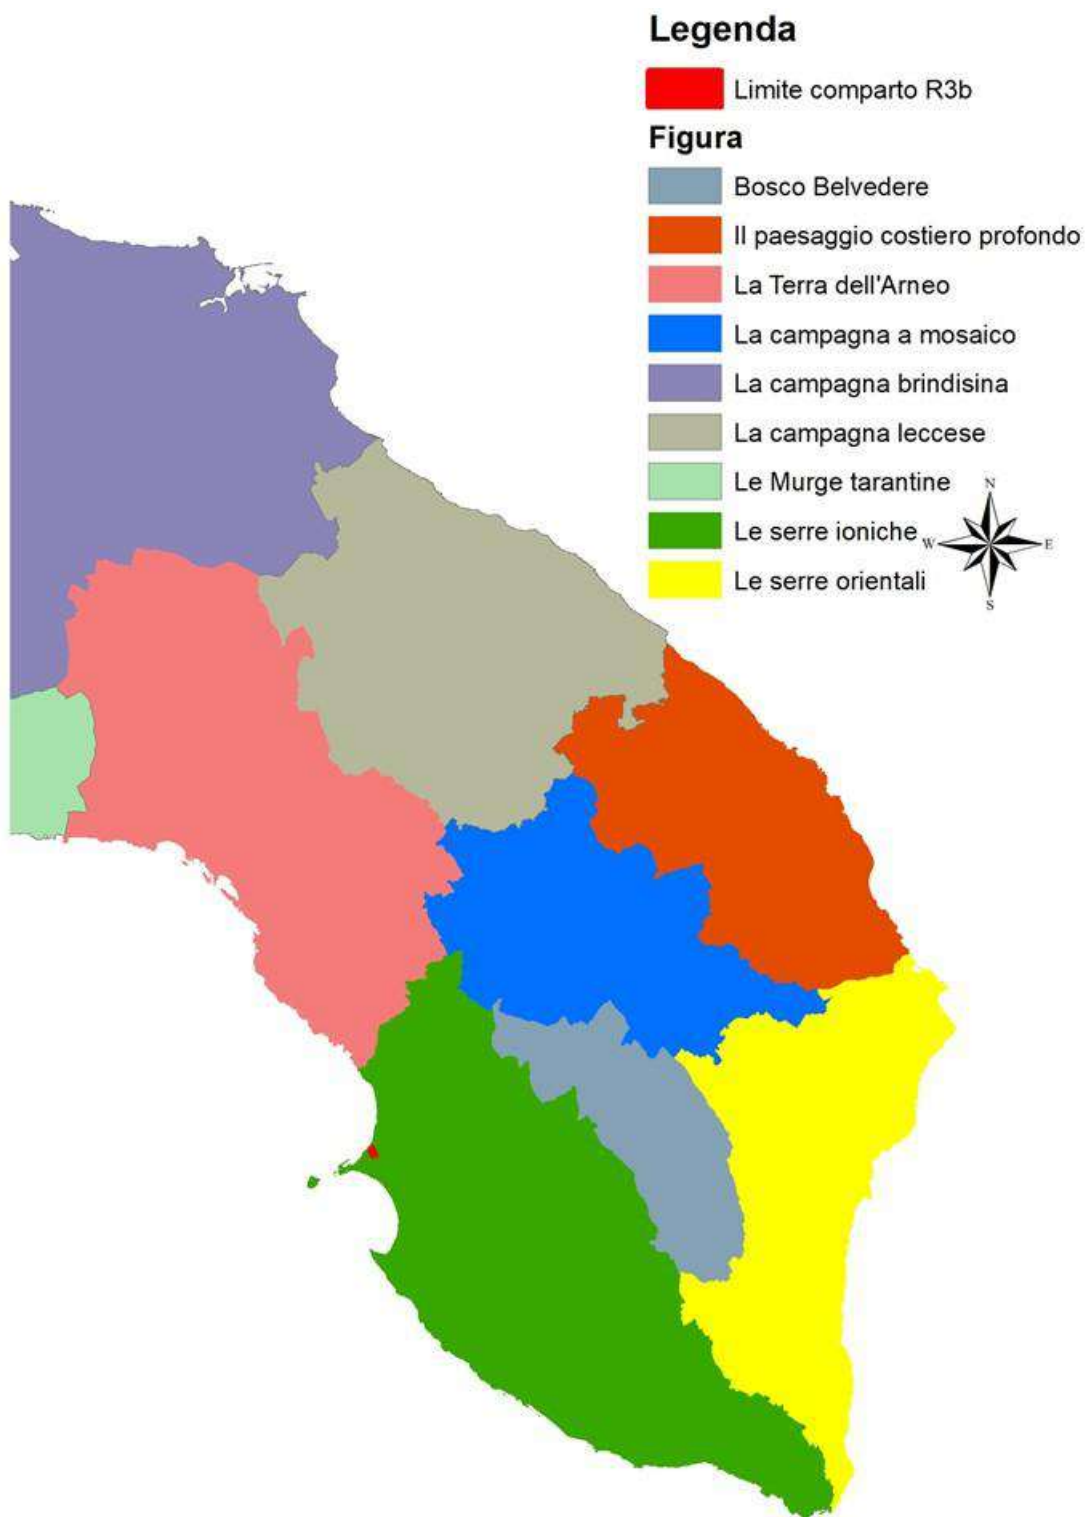 Legenda
Limite comparto R3b
Figura
Bosco Belvedere
Il paesaggio costiero profondo
La Terra dell'Arneo
La campagna a mosaico
La campagna brindisina
La campagna leccese
Le Murge tarantine
Le serre ioniche
Le serre orientali
N
W
E
S